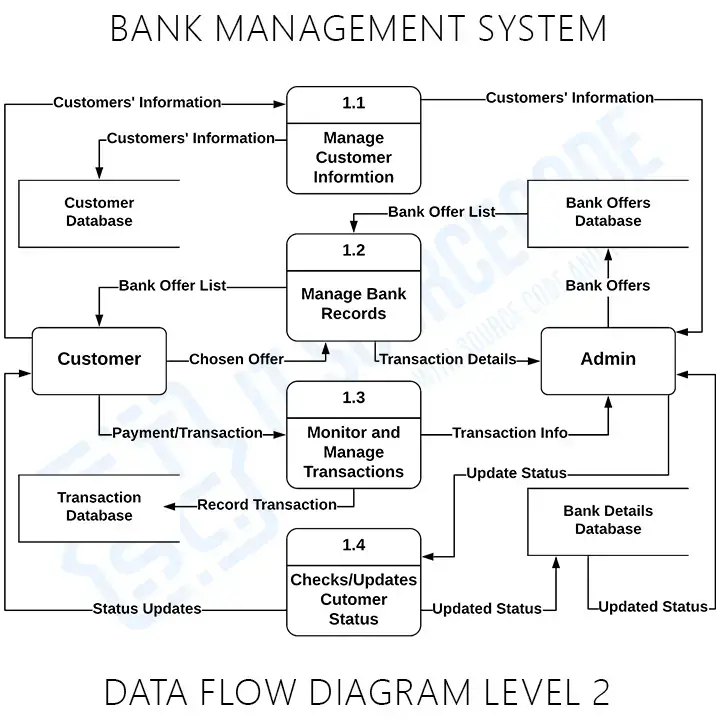 BANK MANAGEMENT SYSTEM
Customers' Information
1.1
Customers' Information
Customers' Information
Manage
Customer
Informtion
Customer
Database
Bank Offer List
Bank Offers
Database
1.2
Bank Offer List
Manage Bank
Records
Bank Offers
Customer
Chosen Offer
Transaction Details
Admin
1.3
Payment/Transaction
Monitor and
Manage
Transactions
Transaction Info
Update Status
Transaction
Database
Record Transaction
Bank Details
Database
1.4
Checks/Updates
Cutomer
Status
Status Updates
Updated Status
Updated Status
DATA FLOW DIAGRAM LEVEL 2